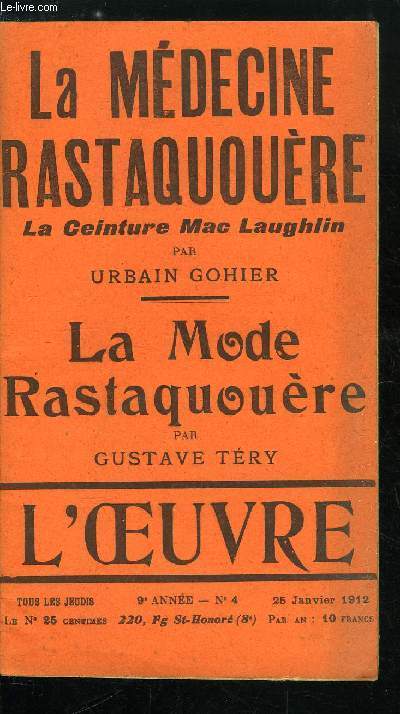 Le-livre.com
La MÉDECINE
RASTAQUOUÈRE
La Ceinture Mac Laughlin
PAR
URBAIN GOHIER
La Mode
Rastaquouère
PAR
GUSTAVE TÉRY
L'ŒUVRE
TOUS LES JEUDIS 9e ANNÉE — No 4 25 Janvier 1912
LE No 25 CENTIMES 220, Fg St-Honoré (8e) PAR AN : 10 FRANCS